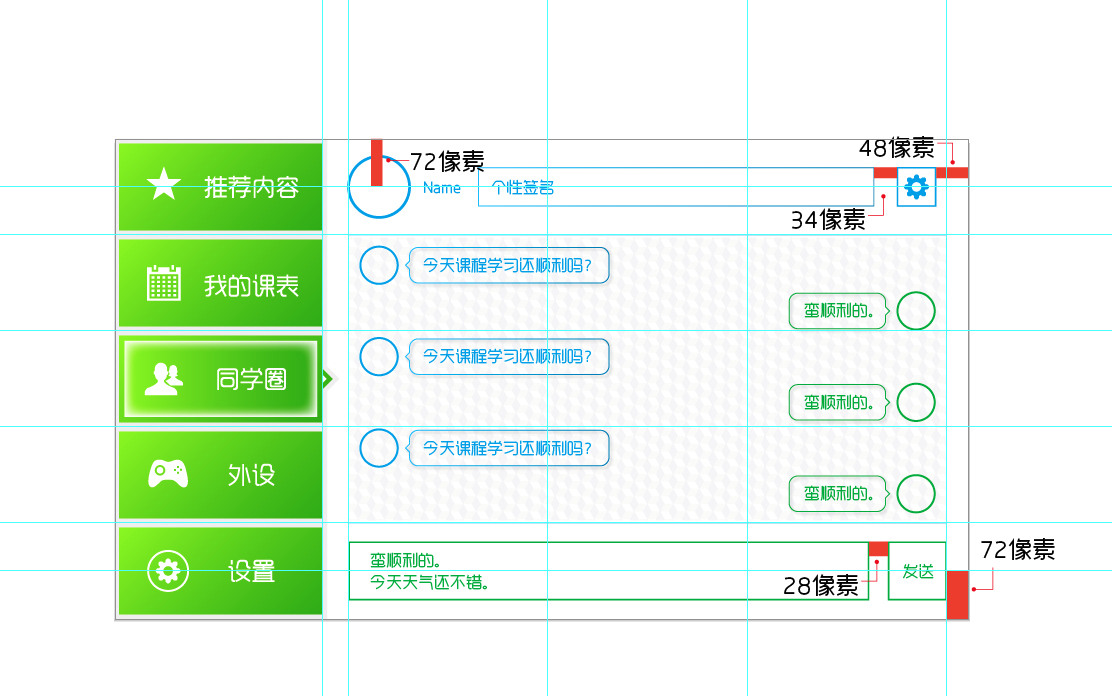 72像素
48像素
推荐内容
Name
个性签名
34像素
我的课表
今天课程学习还顺利吗?
蛮顺利的。
同学圈
今天课程学习还顺利吗?
蛮顺利的。
外设
今天课程学习还顺利吗?
蛮顺利的。
设置
蛮顺利的。
今天天气还不错。
28像素
发送
72像素